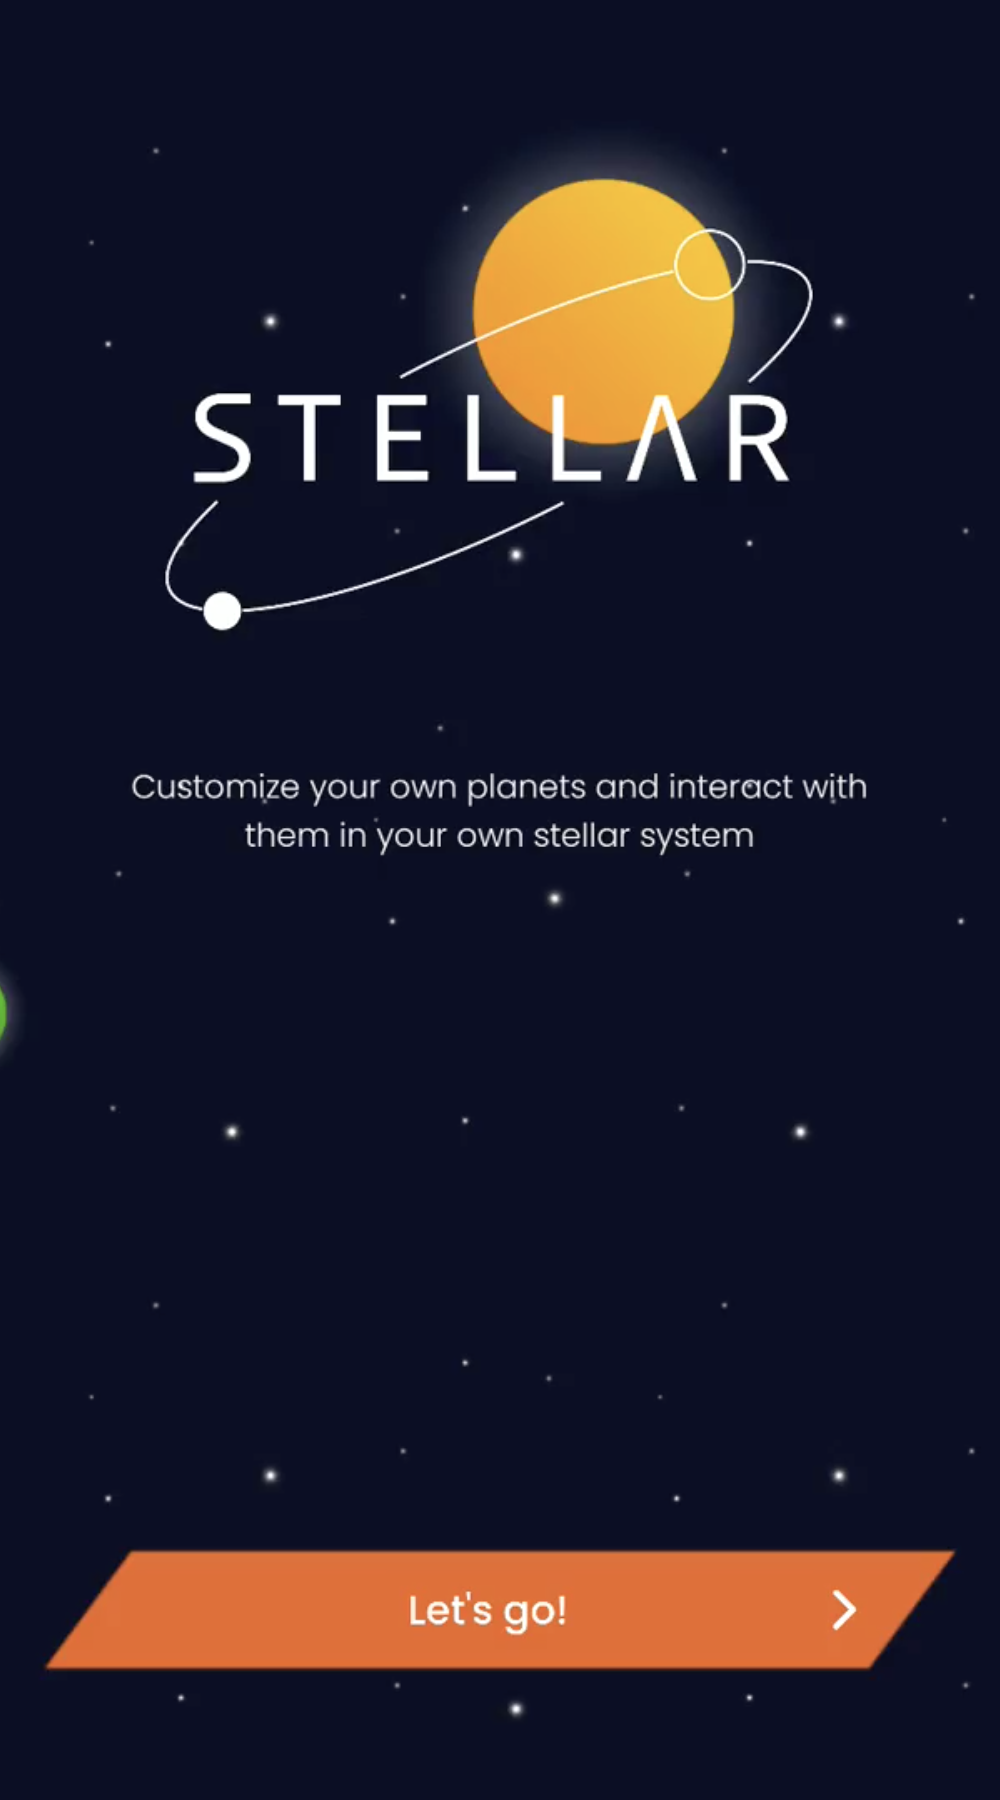 STELLAR
Customize your own planets and interact with
them in your own stellar system
Let's go!